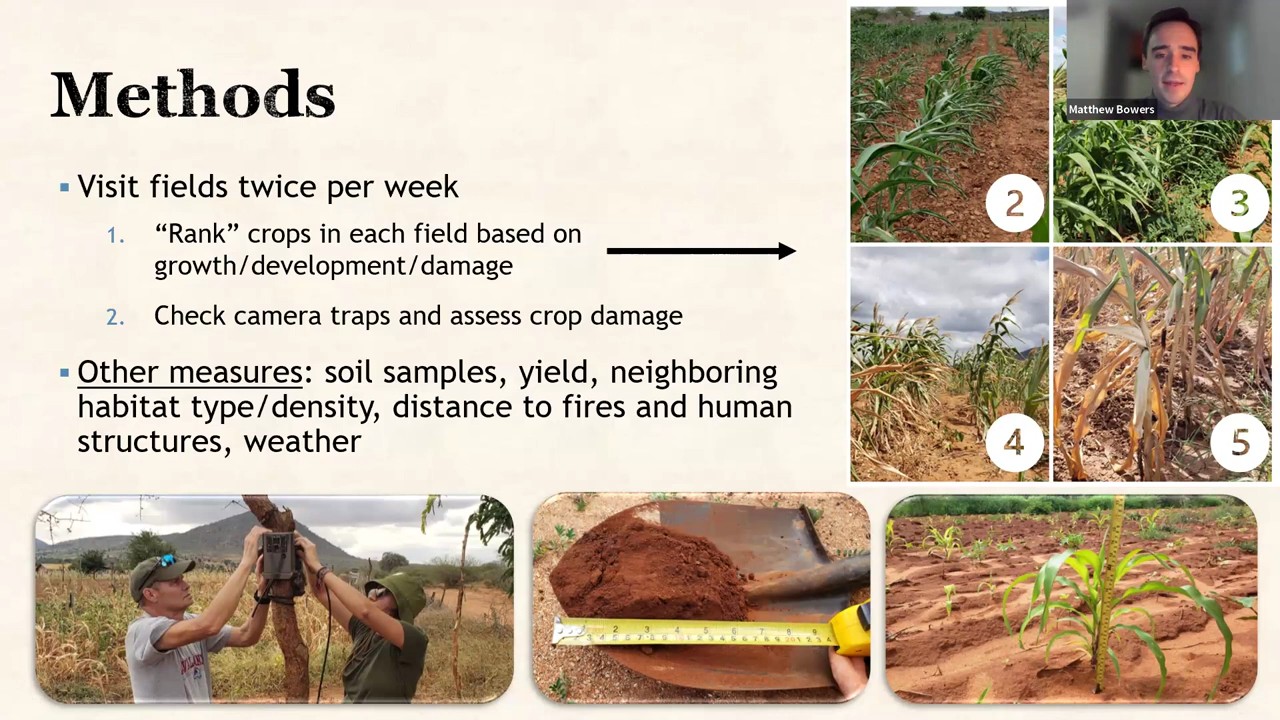 Methods
Visit fields twice per week
1. “Rank” crops in each field based on
growth/development/damage
2. Check camera traps and assess crop damage
Other measures: soil samples, yield, neighboring
habitat type/density, distance to fires and human
structures, weather
2
3
4
5
Matthew Bowers